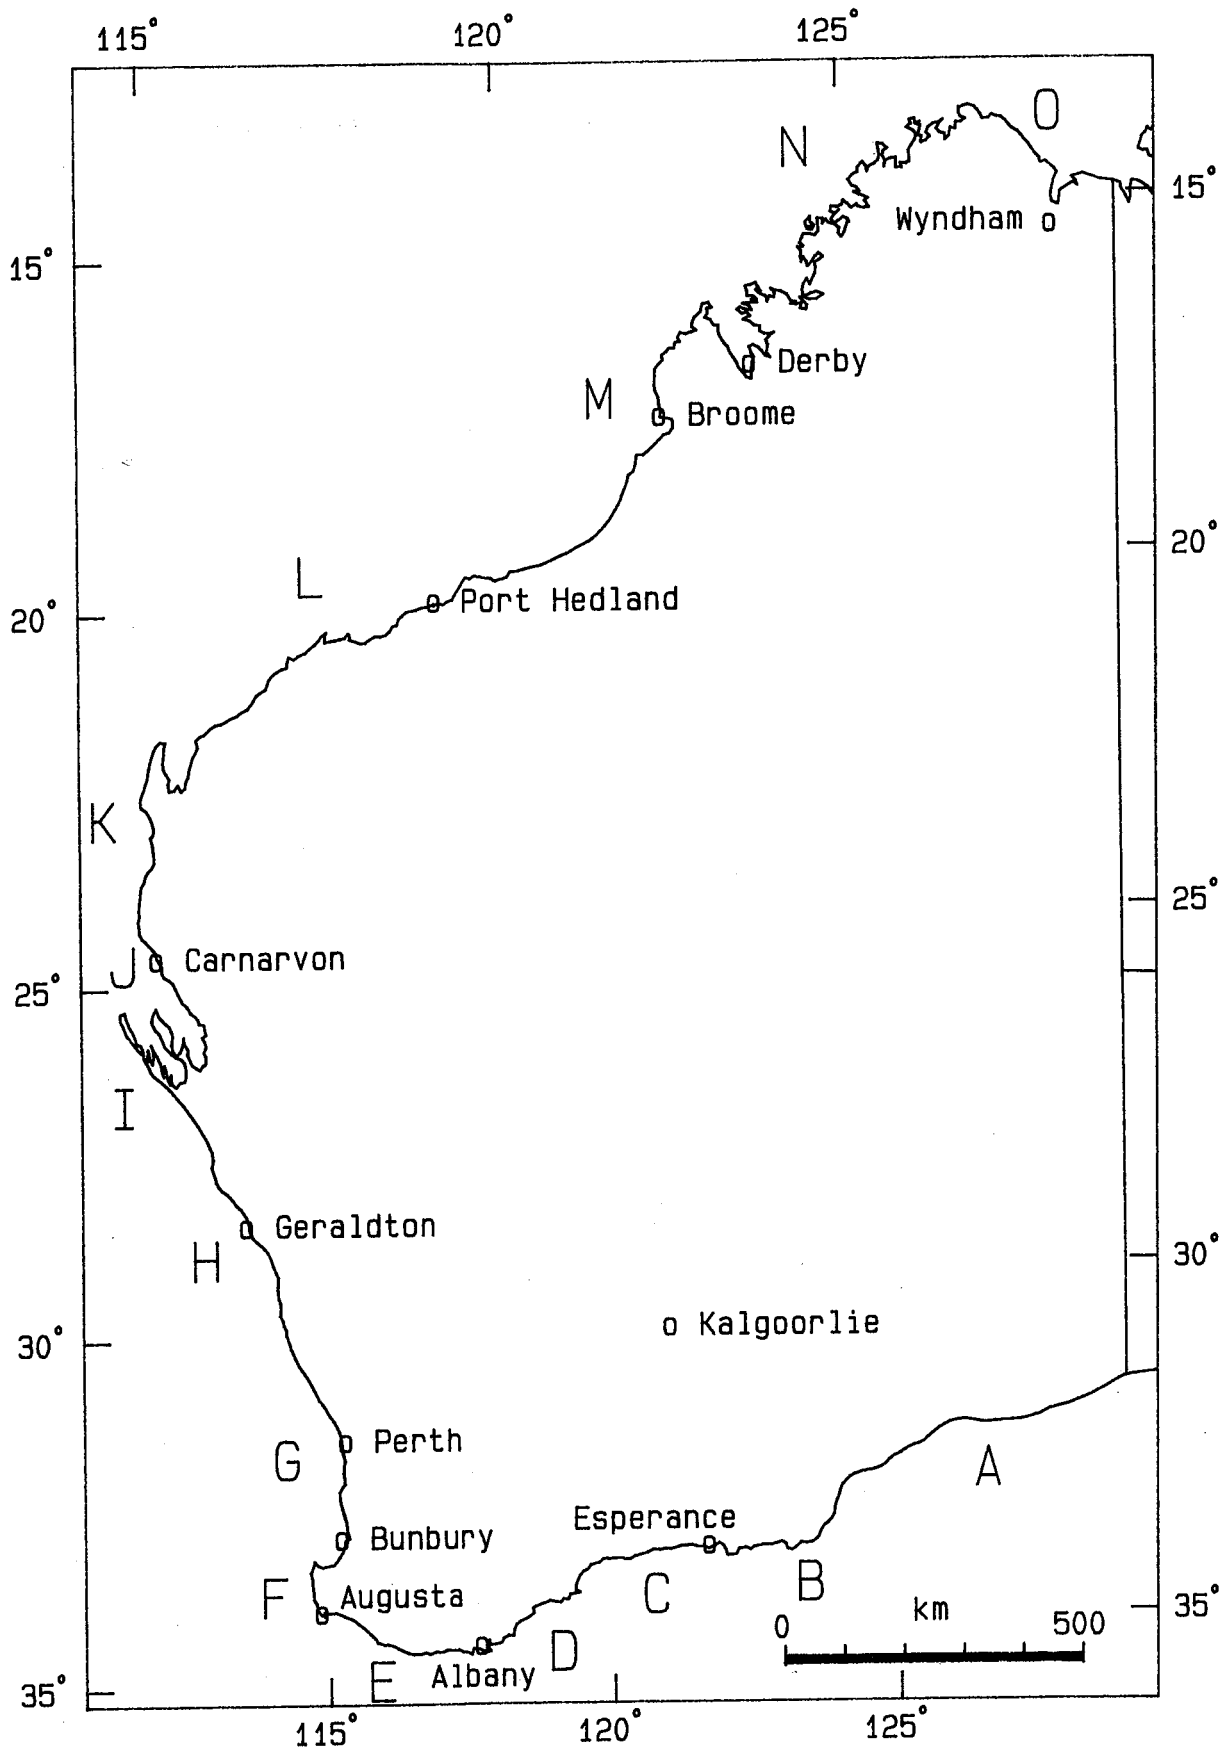 115° 120° 125°
O
N
15°
Wyndham
15°
Derby
M
Broome
20°
L
Port Hedland
20°
K
25°
Carnarvon
J
25°
I
Geraldton
H
30°
Kalgoorlie
30°
Perth
G
A
Esperance
Bunbury
B
C
Augusta
F
km
35°
0 500
D
Albany
E
35°
115° 120° 125°